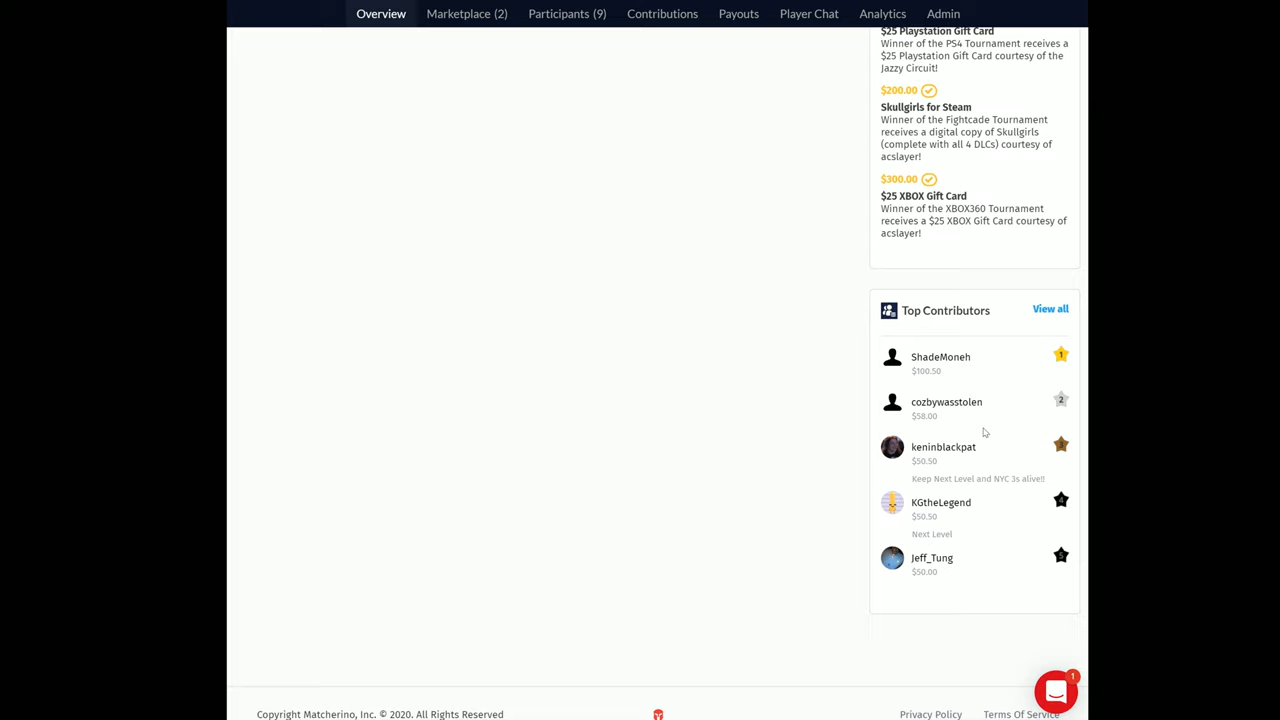 Overview Marketplace (2) Participants (9) Contributions Payouts Player Chat Analytics Admin
$25 Playstation Gift Card
Winner of the PS4 Tournament receives a
$25 Playstation Gift Card courtesy of the
Jazzy Circuit!
$200.00
Skullgirls for Steam
Winner of the Fightcade Tournament
receives a digital copy of Skullgirls
(complete with all 4 DLCs) courtesy of
acslayer!
$300.00
$25 XBOX Gift Card
Winner of the XBOX360 Tournament
receives a $25 XBOX Gift Card courtesy of
acslayer!
Top Contributors View all
ShadeMoneh 1
$100.50
cozbywasstolen 2
$58.00
keninblackpat 3
$50.50
Keep Next Level and NYC 3s alive!!
KGtheLegend 4
$50.50
Next Level
Jeff_Tung 5
$50.00
1
Copyright Matcherino, Inc. © 2020. All Rights Reserved Privacy Policy Terms Of Service